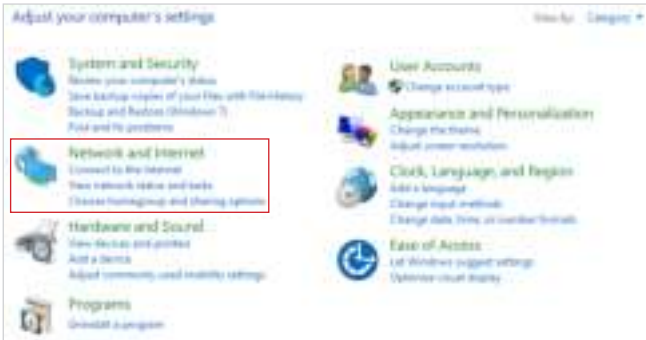 Adjust your computer's settings
View by: Category
System and Security
Review your computer's status
Save backup copies of your files with File History
Backup and Restore (Windows 7)
Find and fix problems
Network and Internet
Connect to the Internet
View network status and tasks
Choose homegroup and sharing options
Hardware and Sound
View devices and printers
Add a device
Adjust commonly used mobility settings
Programs
Uninstall a program
User Accounts
Change account type
Appearance and Personalization
Change the theme
Adjust screen resolution
Clock, Language, and Region
Add a language
Change input methods
Change date, time, or number formats
Ease of Access
Let Windows suggest settings
Optimize visual display